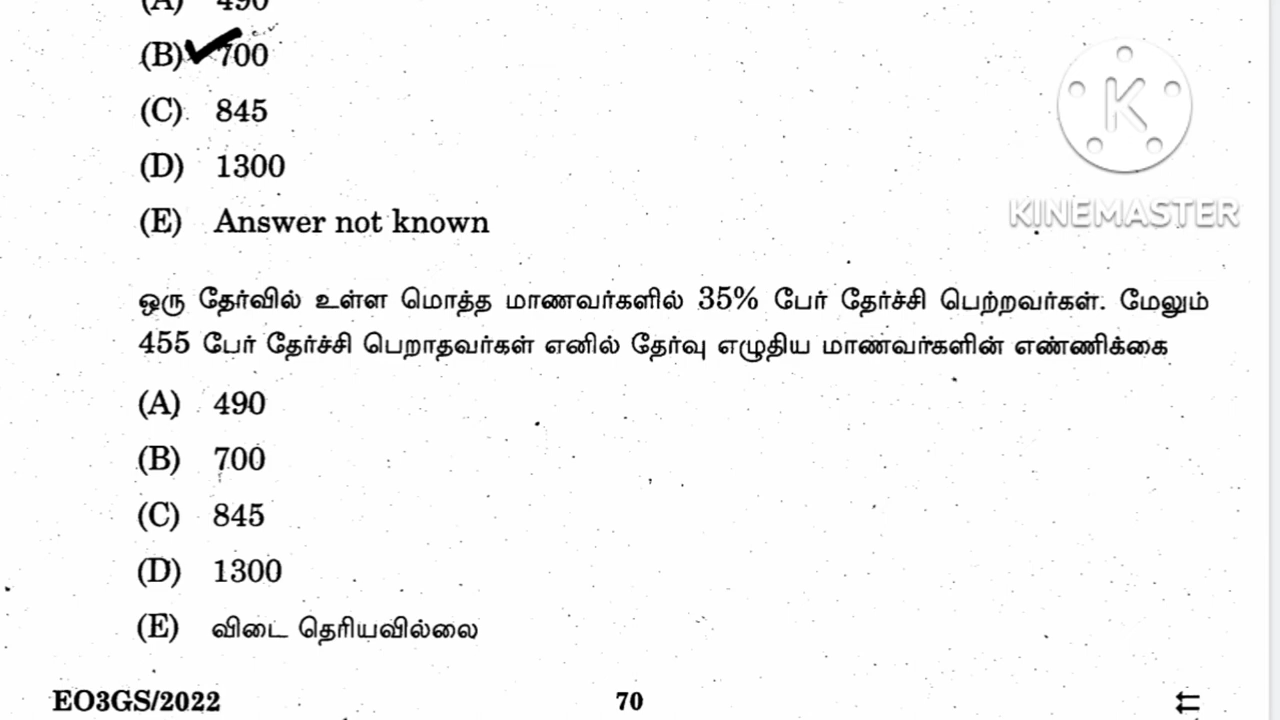 (A) 490
(B) 700
(C) 845
(D) 1300
(E) Answer not known
K
KINEMASTER
ஒரு தேர்வில் உள்ள மொத்த மாணவர்களில் 35% பேர் தேர்ச்சி பெற்றவர்கள். மேலும்
455 பேர் தேர்ச்சி பெறாதவர்கள் எனில் தேர்வு எழுதிய மாணவர்களின் எண்ணிக்கை
(A) 490
(B) 700
(C) 845
(D) 1300
(E) விடை தெரியவில்லை
EO3GS/2022 70